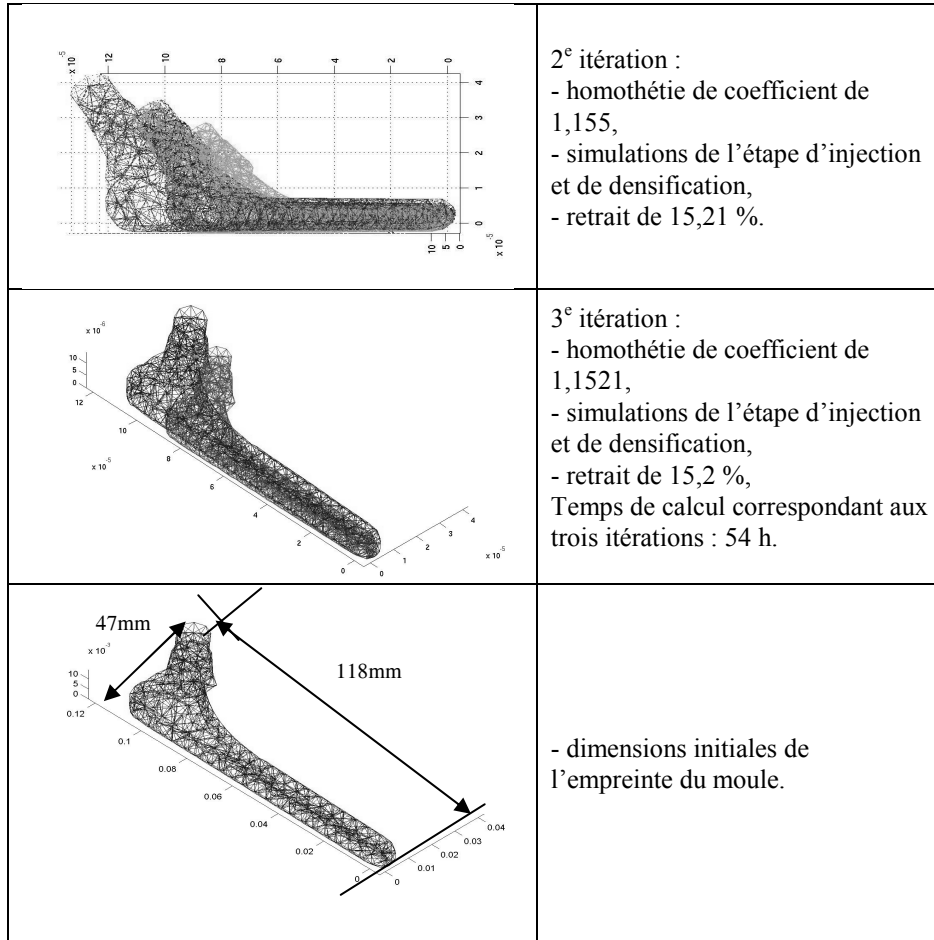 x 10 -5
12
10
8
6
4
2
0
4
3
2
1
0
10
5
0
x 10 -5
2e itération :
- homothétie de coefficient de
1,155,
- simulations de l’étape d’injection
et de densification,
- retrait de 15,21 %.
x 10 -6
10
5
0
12
10
x 10 -5
8
6
4
2
0
0
1
2
3
4
x 10 -5
3e itération :
- homothétie de coefficient de
1,1521,
- simulations de l’étape d’injection
et de densification,
- retrait de 15,2 %,
Temps de calcul correspondant aux
trois itérations : 54 h.
47mm
118mm
x 10 -3
10
5
0
0.12
0.1
0.08
0.06
0.04
0.02
0
0
0.01
0.02
0.03
0.04
- dimensions initiales de
l’empreinte du moule.